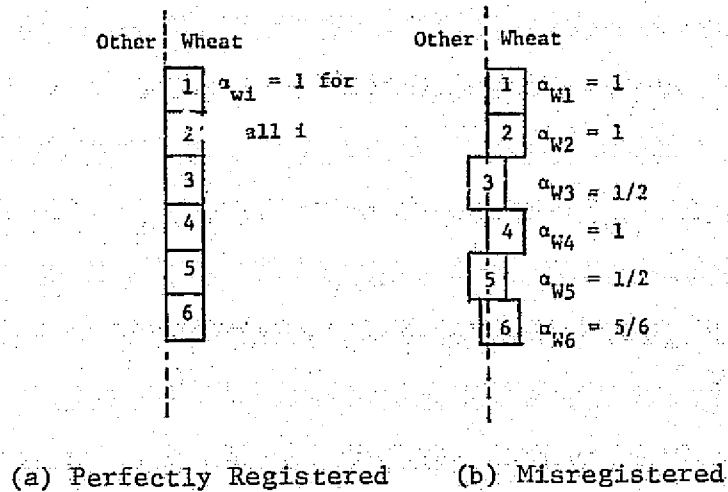 Other Wheat
1 α_wi = 1 for
2 all i
3
4
5
6
(a) Perfectly Registered
Other Wheat
1 α_W1 = 1
2 α_W2 = 1
3 α_W3 = 1/2
4 α_W4 = 1
5 α_W5 = 1/2
6 α_W6 = 5/6
(b) Misregistered